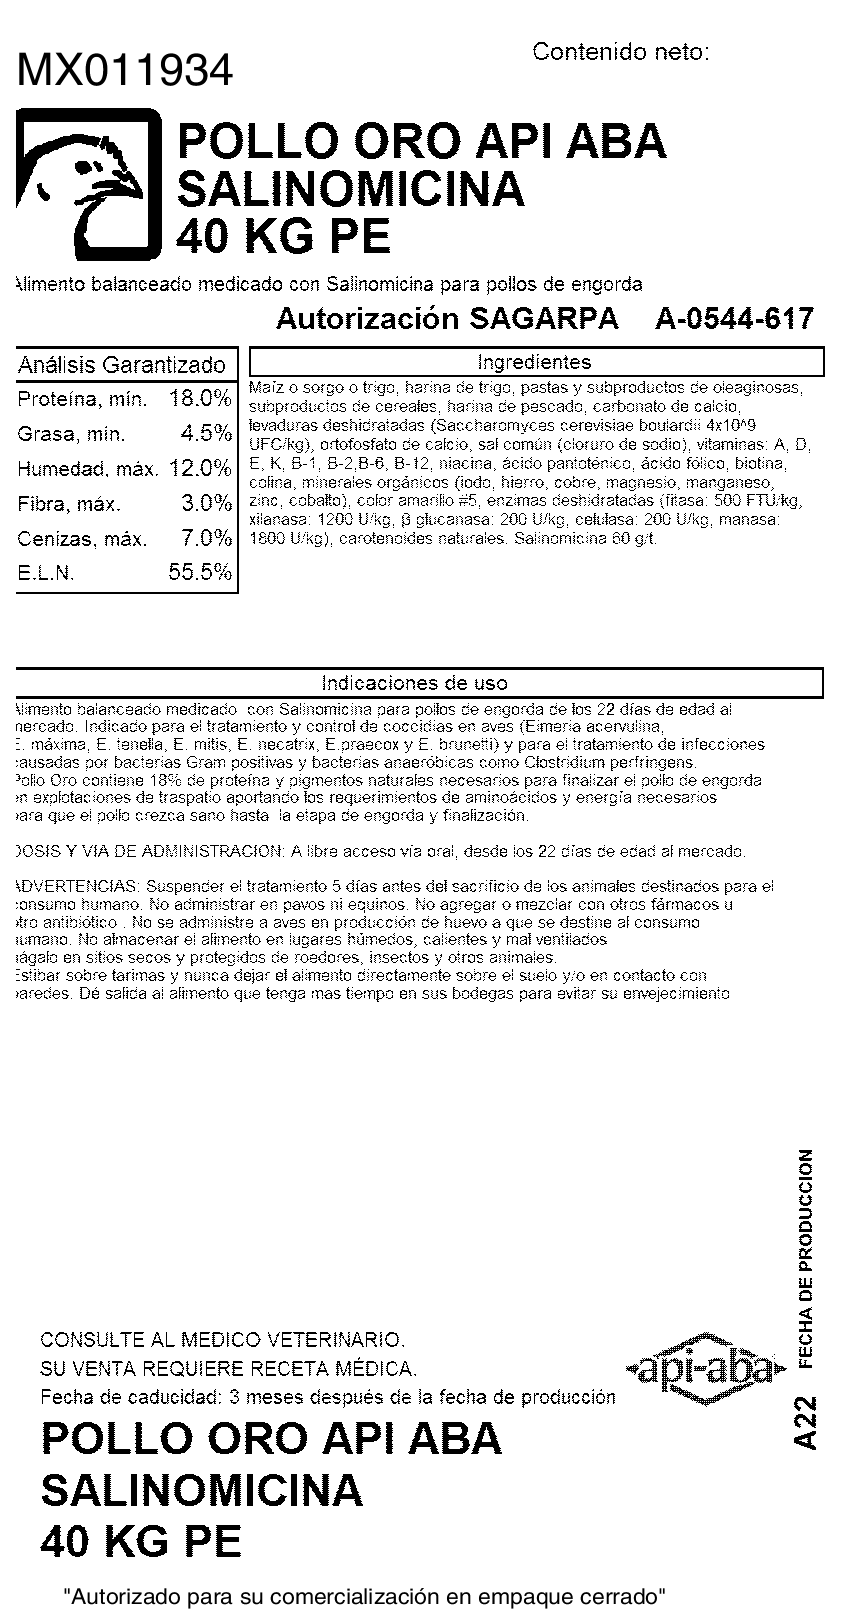 MX011934
Contenido neto:
POLLO ORO API ABA
SALINOMICINA
40 KG PE
Alimento balanceado medicado con Salinomicina para pollos de engorda
Autorización SAGARPA A-0544-617
Análisis Garantizado
Proteína, mín. 18.0%
Grasa, mín. 4.5%
Humedad, máx. 12.0%
Fibra, máx. 3.0%
Cenizas, máx. 7.0%
E.L.N. 55.5%
Ingredientes
Maíz o sorgo o trigo, harina de trigo, pastas y subproductos de oleaginosas,
subproductos de cereales, harina de pescado, carbonato de calcio,
levaduras deshidratadas (Saccharomyces cerevisiae boulardii 4x10^9
UFC/kg), ortofosfato de calcio, sal común (cloruro de sodio), vitaminas: A, D,
E, K, B-1, B-2,B-6, B-12, niacina, ácido pantoténico, ácido fólico, biotina,
colina, minerales orgánicos (iodo, hierro, cobre, magnesio, manganeso,
zinc, cobalto), color amarillo #5, enzimas deshidratadas (fitasa: 500 FTU/kg,
xilanasa: 1200 U/kg, β glucanasa: 200 U/kg, celulasa: 200 U/kg, manasa:
1800 U/kg), carotenoides naturales. Salinomicina 60 g/t.
Indicaciones de uso
Alimento balanceado medicado con Salinomicina para pollos de engorda de los 22 días de edad al
mercado. Indicado para el tratamiento y control de coccidias en aves (Eimeria acervulina,
E. máxima, E. tenella, E. mitis, E. necatrix, E.praecox y E. brunetti) y para el tratamiento de infecciones
causadas por bacterias Gram positivas y bacterias anaeróbicas como Clostridium perfringens.
Pollo Oro contiene 18% de proteína y pigmentos naturales necesarios para finalizar el pollo de engorda
en explotaciones de traspatio aportando los requerimientos de aminoácidos y energía necesarios
para que el pollo crezca sano hasta la etapa de engorda y finalización.
DOSIS Y VIA DE ADMINISTRACION: A libre acceso vía oral, desde los 22 días de edad al mercado.
ADVERTENCIAS: Suspender el tratamiento 5 días antes del sacrificio de los animales destinados para el
consumo humano. No administrar en pavos ni equinos. No agregar o mezclar con otros fármacos u
otro antibiótico . No se administre a aves en producción de huevo a que se destine al consumo
humano. No almacenar el alimento en lugares húmedos, calientes y mal ventilados
hágalo en sitios secos y protegidos de roedores, insectos y otros animales.
Estibar sobre tarimas y nunca dejar el alimento directamente sobre el suelo y/o en contacto con
paredes. Dé salida al alimento que tenga mas tiempo en sus bodegas para evitar su envejecimiento
FECHA DE PRODUCCION
A22
CONSULTE AL MEDICO VETERINARIO.
SU VENTA REQUIERE RECETA MÉDICA.
Fecha de caducidad: 3 meses después de la fecha de producción
api-aba
POLLO ORO API ABA
SALINOMICINA
40 KG PE
"Autorizado para su comercialización en empaque cerrado"